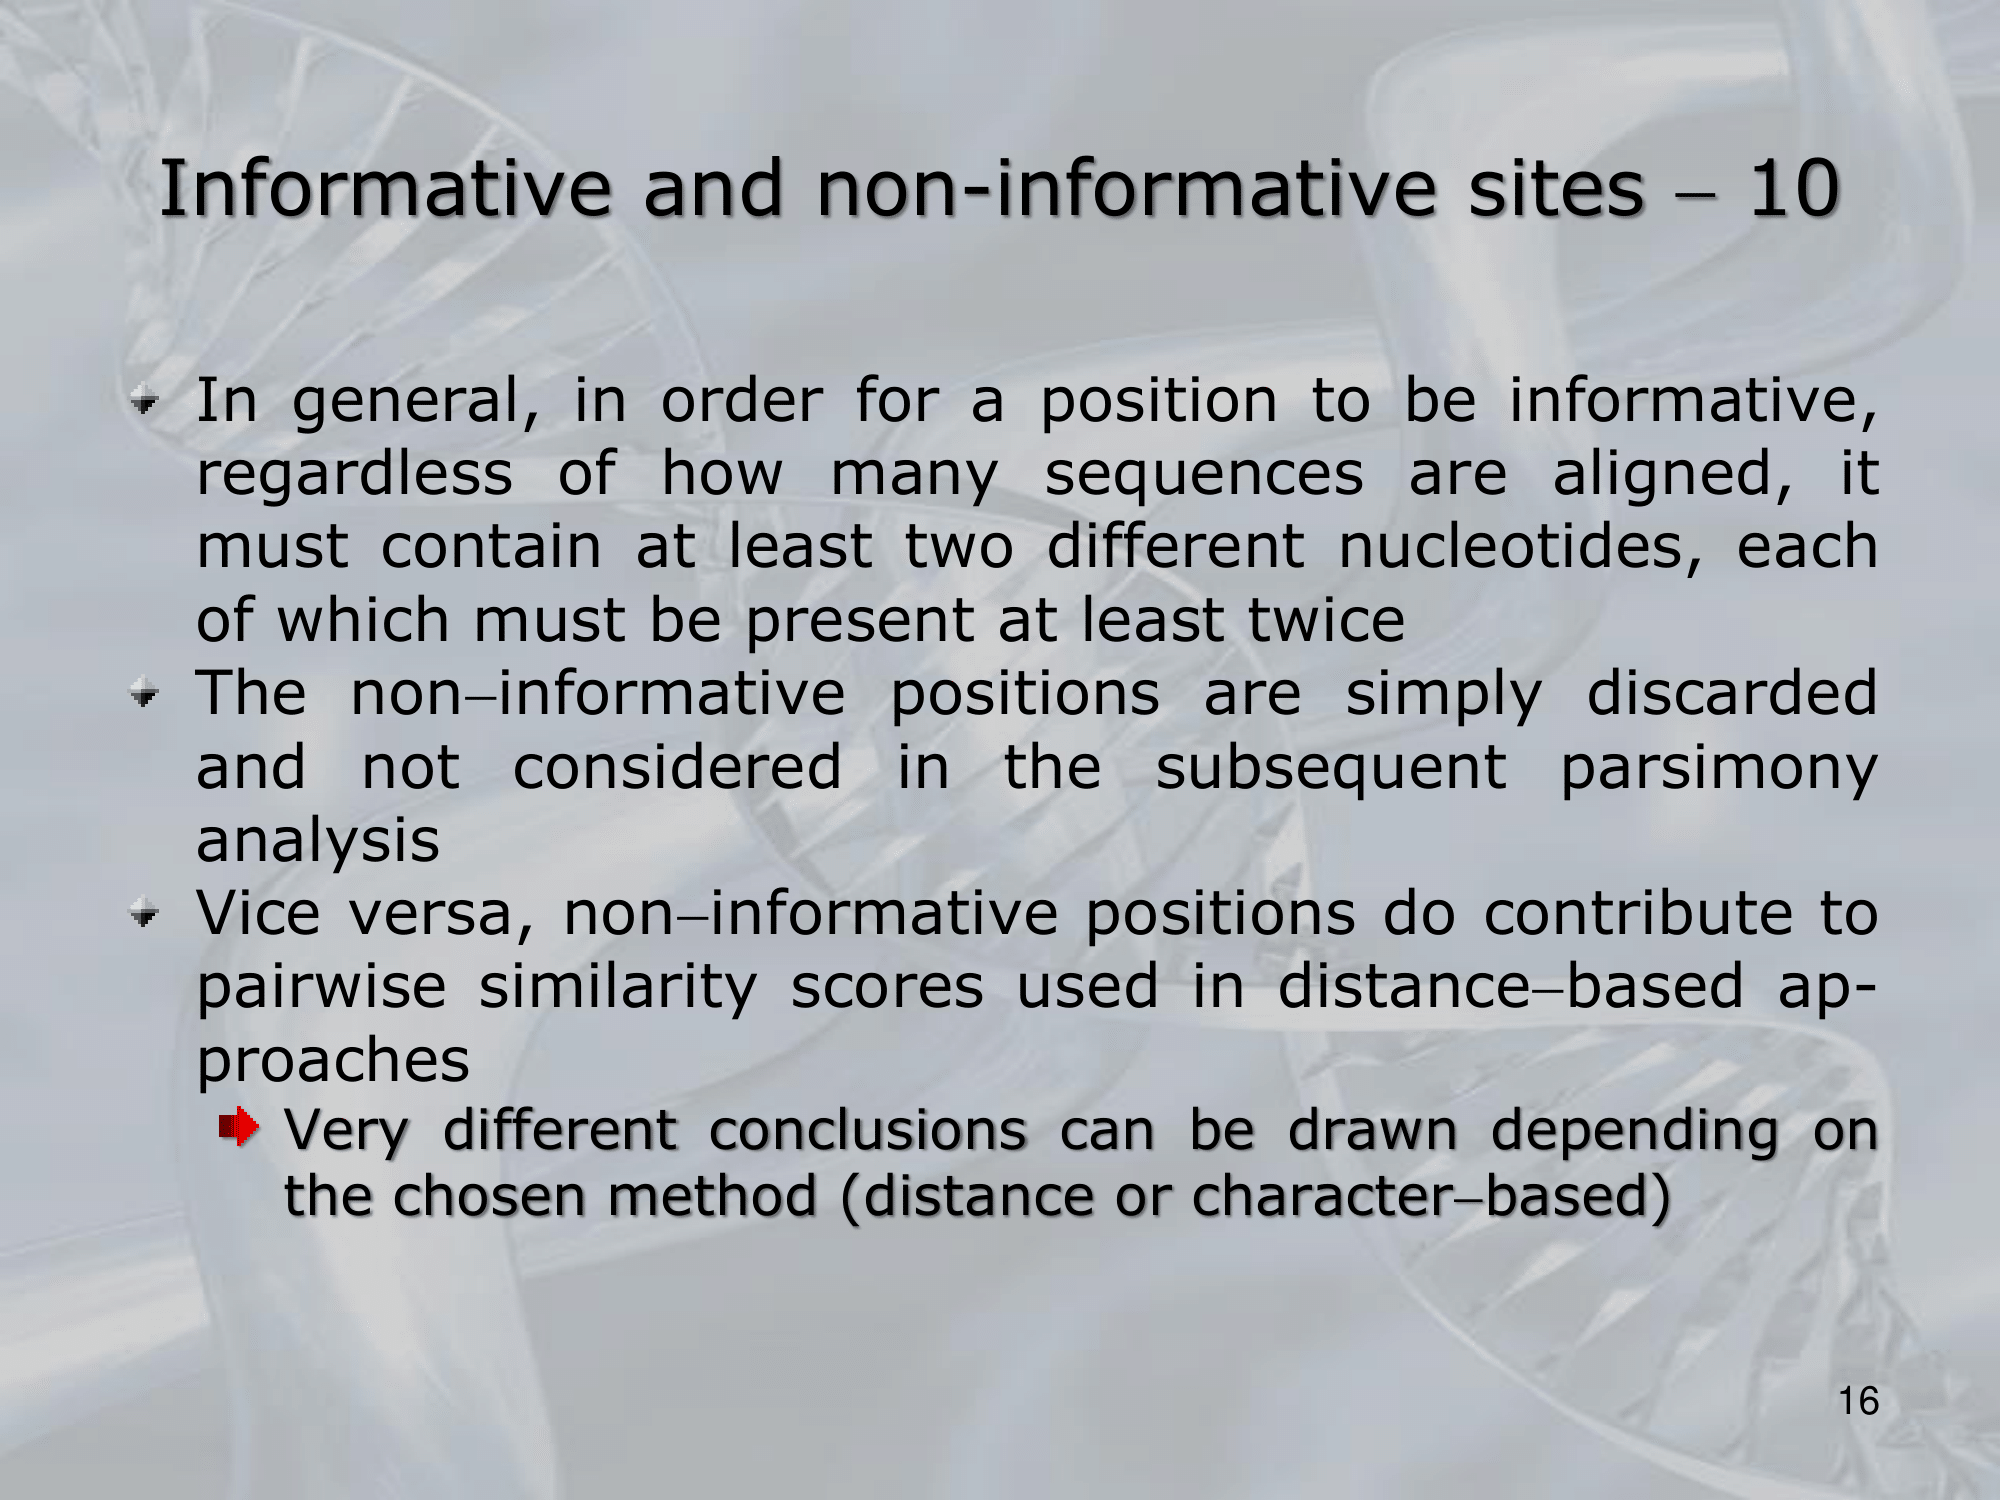 Informative and non-informative sites – 10
In general, in order for a position to be informative,
regardless of how many sequences are aligned, it
must contain at least two different nucleotides, each
of which must be present at least twice
The non–informative positions are simply discarded
and not considered in the subsequent parsimony
analysis
Vice versa, non–informative positions do contribute to
pairwise similarity scores used in distance–based ap-
proaches
Very different conclusions can be drawn depending on
the chosen method (distance or character–based)
16